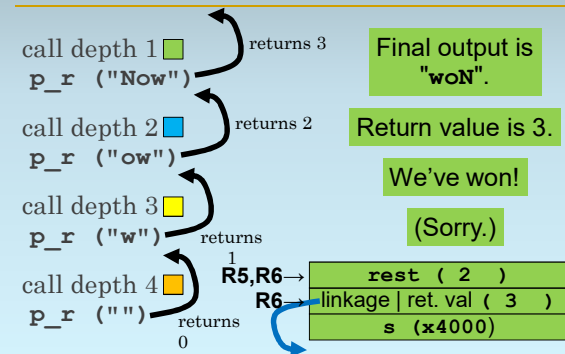 call depth 1
p_r ("Now")
returns 3
call depth 2
p_r ("ow")
returns 2
call depth 3
p_r ("w")
returns
1
call depth 4
p_r ("")
returns
0
Final output is
"woN".
Return value is 3.
We've won!
(Sorry.)
R5,R6→ rest ( 2 )
R6→ linkage | ret. val ( 3 )
s (x4000)